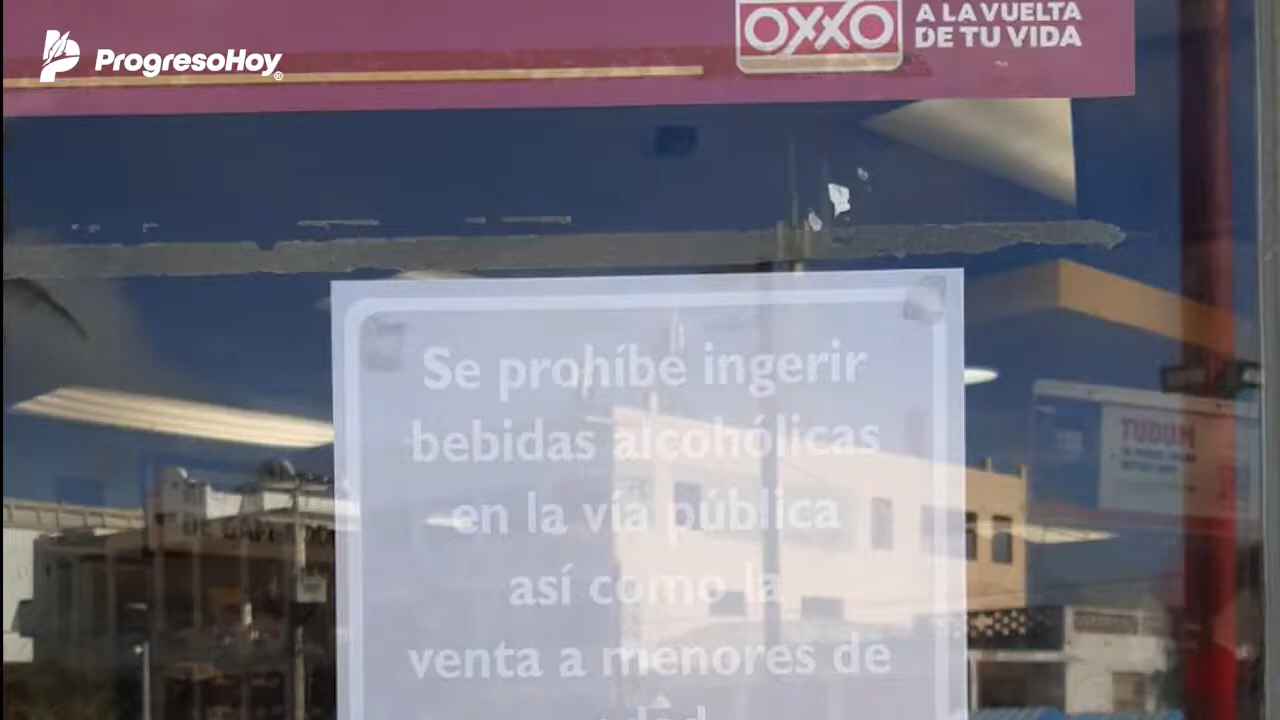 ProgresoHoy
OXXO
A LA VUELTA
DE TU VIDA
Se prohíbe ingerir
bebidas alcohólicas
en la vía pública
así como la
venta a menores de
TUDUM